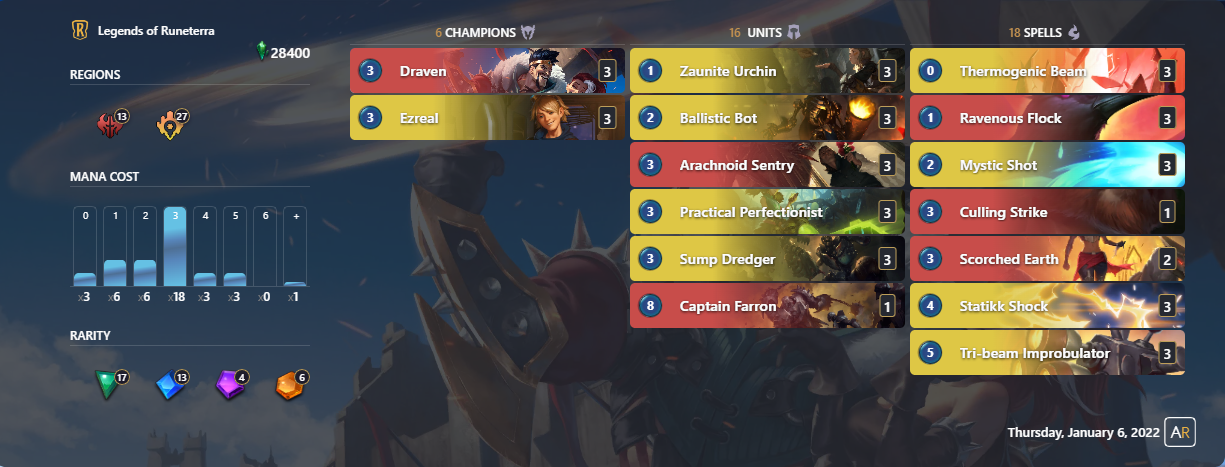 Legends of Runeterra
28400
REGIONS
13
27
MANA COST
0 1 2 3 4 5 6 +
x3 x6 x6 x18 x3 x3 x0 x1
RARITY
17
13
4
6
6 CHAMPIONS
3 Draven 3
3 Ezreal 3
16 UNITS
1 Zaunite Urchin 3
2 Ballistic Bot 3
3 Arachnoid Sentry 3
3 Practical Perfectionist 3
3 Sump Dredger 3
8 Captain Farron 1
18 SPELLS
0 Thermogenic Beam 3
1 Ravenous Flock 3
2 Mystic Shot 3
3 Culling Strike 1
3 Scorched Earth 2
4 Statikk Shock 3
5 Tri-beam Improbulator 3
Thursday, January 6, 2022 AR